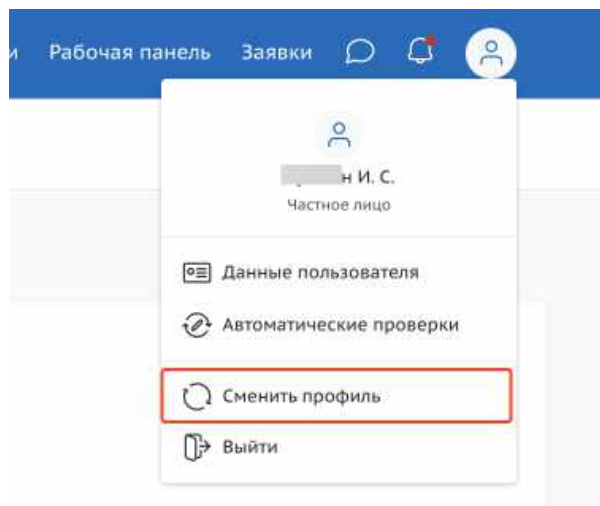 и Рабочая панель Заявки
н И. С.
Частное лицо
Данные пользователя
Автоматические проверки
Сменить профиль
Выйти